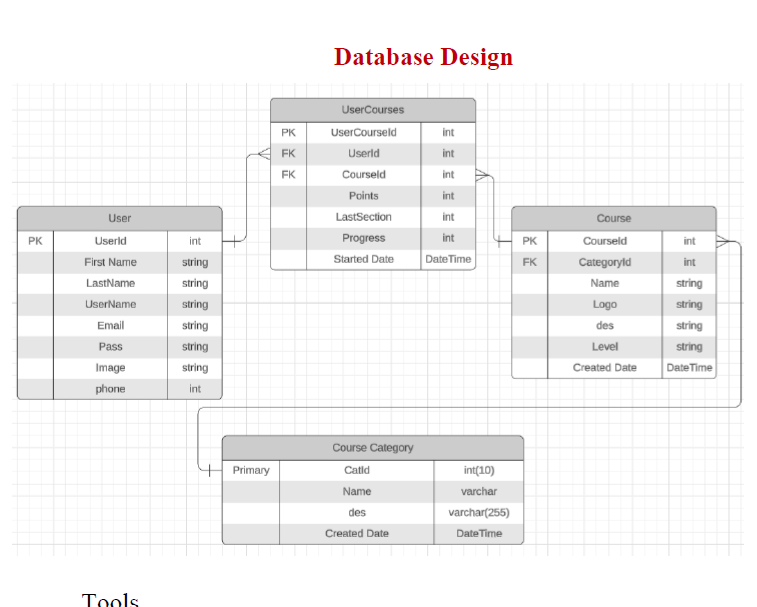 Database Design
UserCourses
PK UserCourseId int
FK UserId int
FK CourseId int
Points int
LastSection int
Progress int
Started Date DateTime
User
PK UserId int
First Name string
LastName string
UserName string
Email string
Pass string
Image string
phone int
Course
PK CourseId int
FK CategoryId int
Name string
Logo string
des string
Level string
Created Date DateTime
Course Category
Primary CatId int(10)
Name varchar
des varchar(255)
Created Date DateTime
Tools